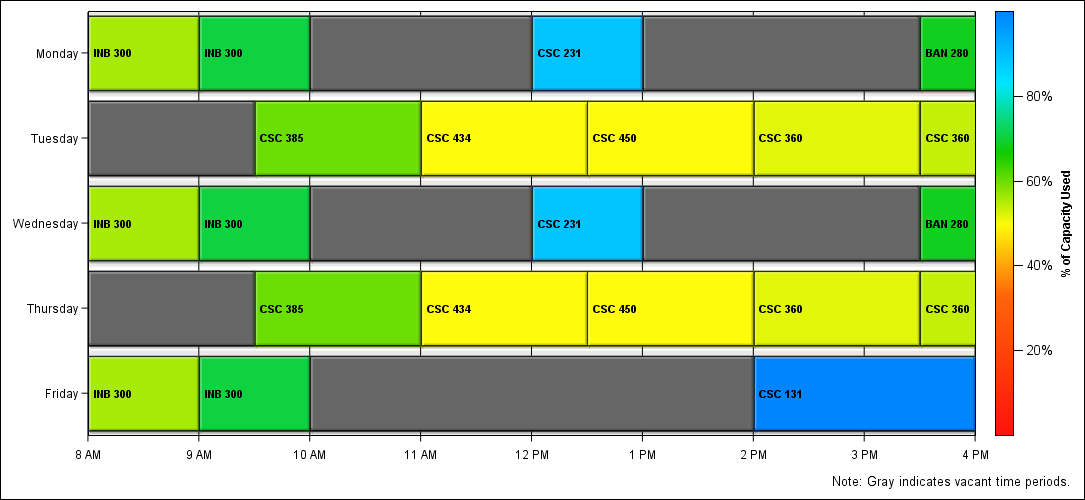 Monday INB 300 INB 300 CSC 231 BAN 280
80%
Tuesday CSC 385 CSC 434 CSC 450 CSC 360 CSC 360
60%
% of Capacity Used
Wednesday INB 300 INB 300 CSC 231 BAN 280
40%
Thursday CSC 385 CSC 434 CSC 450 CSC 360 CSC 360
20%
Friday INB 300 INB 300 CSC 131
8 AM 9 AM 10 AM 11 AM 12 PM 1 PM 2 PM 3 PM 4 PM
Note: Gray indicates vacant time periods.